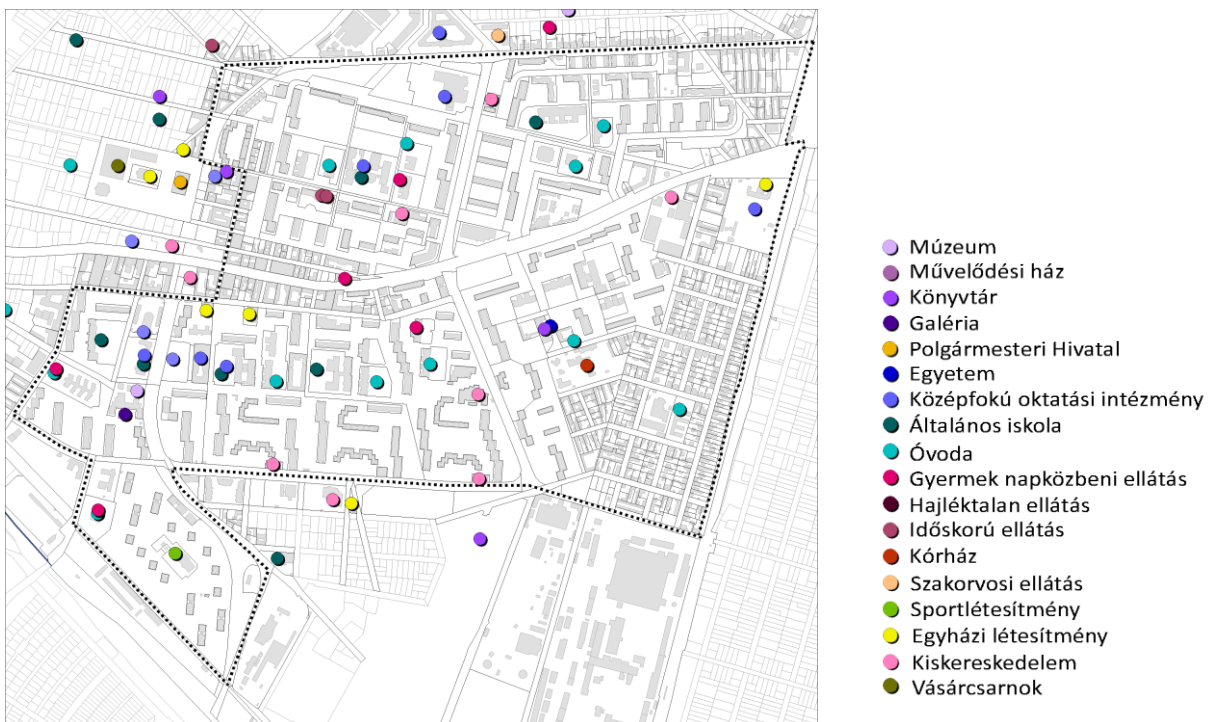 Múzeum
Művelődési ház
Könyvtár
Galéria
Polgármesteri Hivatal
Egyetem
Középfokú oktatási intézmény
Általános iskola
Óvoda
Gyermek napközbeni ellátás
Hajléktalan ellátás
Időskorú ellátás
Kórház
Szakorvosi ellátás
Sportlétesítmény
Egyházi létesítmény
Kiskereskedelem
Vásárcsarnok